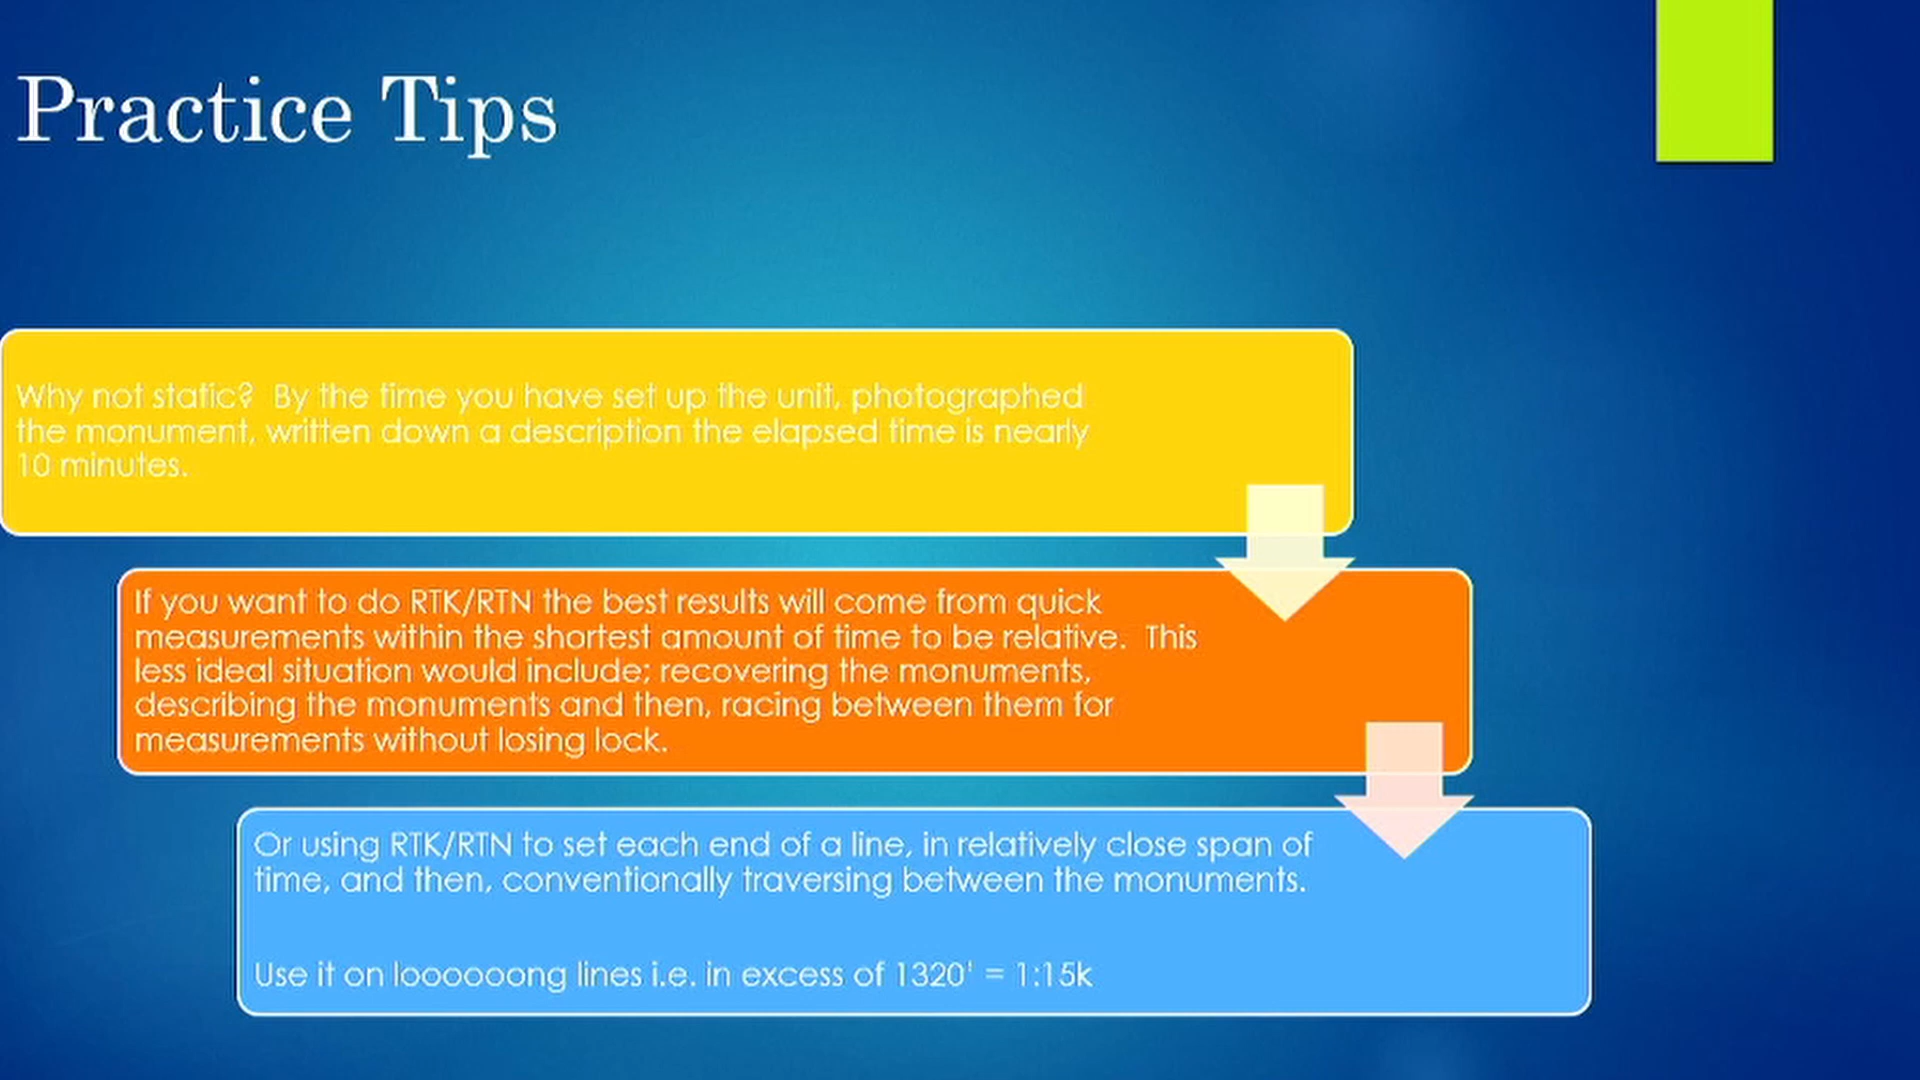 Practice Tips
Why not static?  By the time you have set up the unit, photographed
the monument, written down a description the elapsed time is nearly
10 minutes.
If you want to do RTK/RTN the best results will come from quick
measurements within the shortest amount of time to be relative.  This
less ideal situation would include; recovering the monuments,
describing the monuments and then, racing between them for
measurements without losing lock.
Or using RTK/RTN to set each end of a line, in relatively close span of
time, and then, conventionally traversing between the monuments.
Use it on loooooong lines i.e. in excess of 1320' = 1:15k